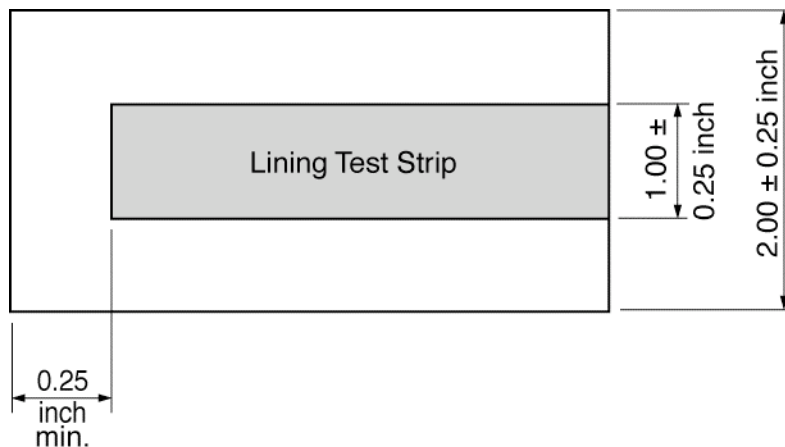 Lining Test Strip
1.00 ±
0.25 inch
2.00 ± 0.25 inch
0.25
inch
min.